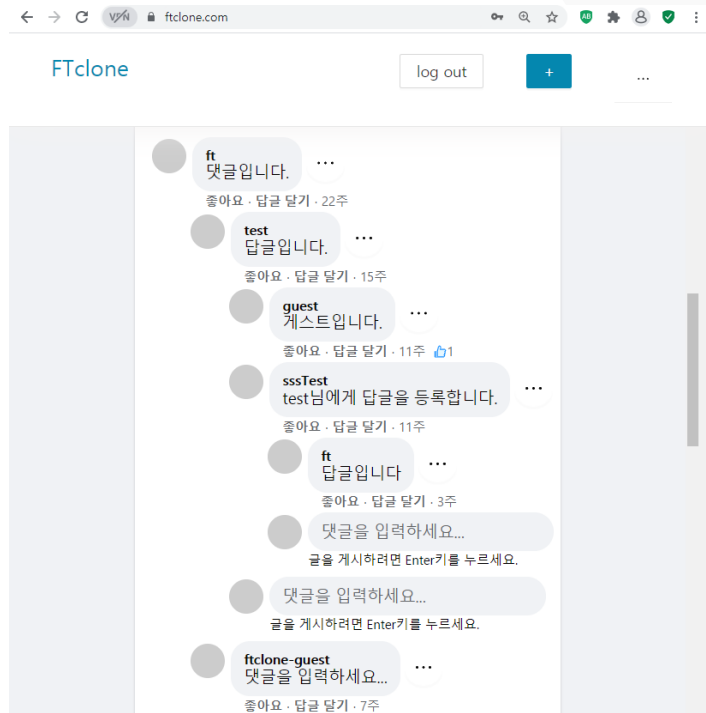 VPN ftclone.com
FTclone
log out
+
...
ft
댓글입니다.
...
좋아요 · 답글 달기 · 22주
test
답글입니다.
...
좋아요 · 답글 달기 · 15주
guest
게스트입니다.
...
좋아요 · 답글 달기 · 11주 1
sssTest
test님에게 답글을 등록합니다.
...
좋아요 · 답글 달기 · 11주
ft
답글입니다
...
좋아요 · 답글 달기 · 3주
댓글을 입력하세요...
글을 게시하려면 Enter키를 누르세요.
댓글을 입력하세요...
글을 게시하려면 Enter키를 누르세요.
ftclone-guest
댓글을 입력하세요...
...
좋아요 · 답글 달기 · 7주